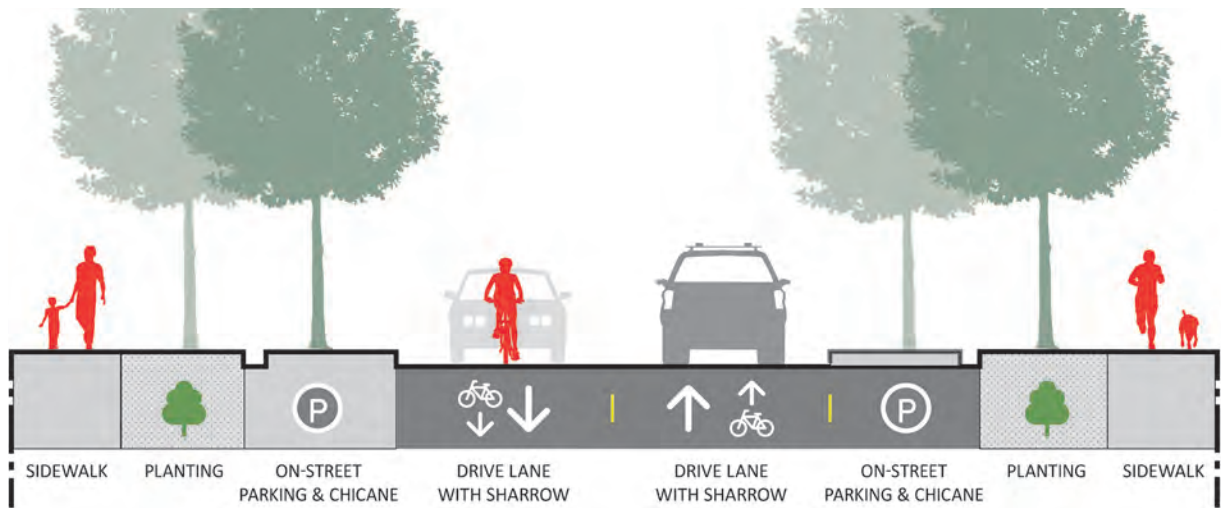 P
P
SIDEWALK
PLANTING
ON-STREET
PARKING & CHICANE
DRIVE LANE
WITH SHARROW
DRIVE LANE
WITH SHARROW
ON-STREET
PARKING & CHICANE
PLANTING
SIDEWALK